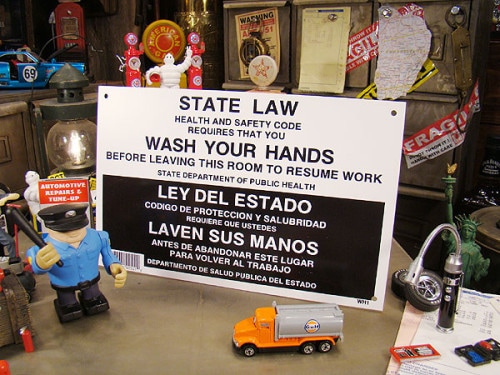 STATE LAW
HEALTH AND SAFETY CODE
REQUIRES THAT YOU
WASH YOUR HANDS
BEFORE LEAVING THIS ROOM TO RESUME WORK
STATE DEPARTMENT OF PUBLIC HEALTH
LEY DEL ESTADO
CODIGO DE PROTECCION Y SALUBRIDAD
REQUIERE QUE USTEDES
LAVEN SUS MANOS
ANTES DE ABANDONAR ESTE LUGAR
PARA VOLVER AL TRABAJO
DEPARTMENTO DE SALUD PUBLICA DEL ESTADO
WH1
69
AMERICAN
WARNING
FRAGILE
AUTOMOTIVE
REPAIRS &
TUNE-UP
Gulf